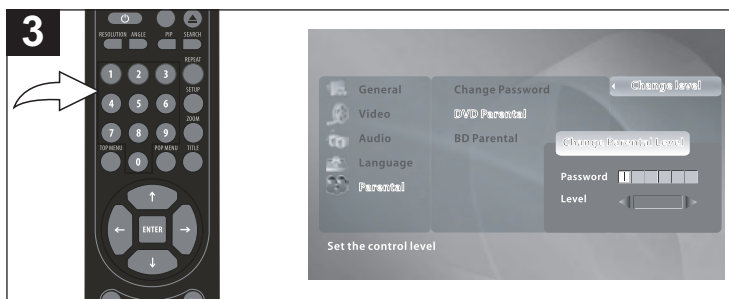 3
RESOLUTION ANGLE PIP SEARCH
REPEAT
1 2 3
SETUP
4 5 6
ZOOM
7 8 9
TOP MENU POP MENU TITLE
0
ENTER
General
Video
Audio
Language
Parental
Change Password
DVD Parental
BD Parental
Change level
Change Parental Level
Password
Level
Set the control level